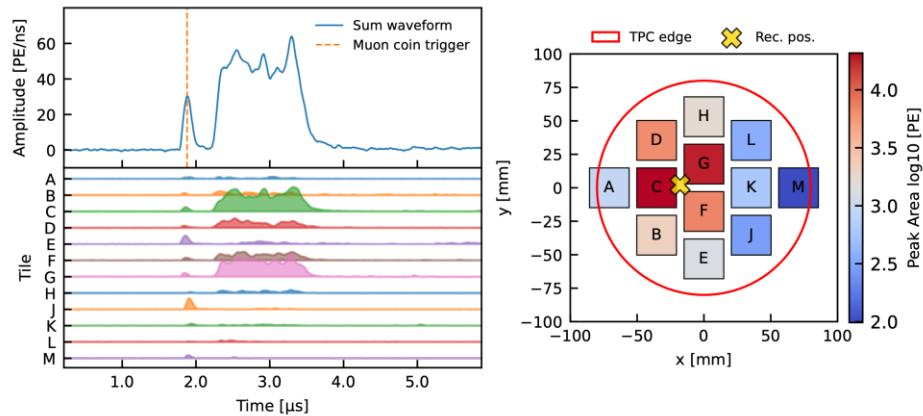 Amplitude [PE/ns]
60
40
20
0
Sum waveform
Muon coin trigger
Tile
A
B
C
D
E
F
G
H
J
K
L
M
1.0 2.0 3.0 4.0 5.0
Time [µs]
TPC edge Rec. pos.
y [mm]
100
75
50
25
0
−25
−50
−75
−100
H
D L
G
A C K M
F
B J
E
−100 −50 0 50 100
x [mm]
4.0
3.5
3.0
2.5
2.0
Peak Area log10 [PE]